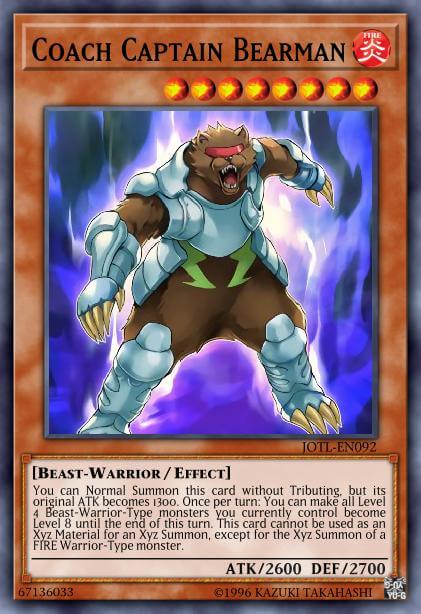 COACH CAPTAIN BEARMAN
FIRE
炎
JOTL-EN092
[BEAST-WARRIOR / EFFECT]
You can Normal Summon this card without Tributing, but its
original ATK becomes 1300. Once per turn: You can make all Level
4 Beast-Warrior-Type monsters you currently control become
Level 8 until the end of this turn. This card cannot be used as an
Xyz Material for an Xyz Summon, except for the Xyz Summon of a
FIRE Warrior-Type monster.
ATK/2600 DEF/2700
67136033
©1996 KAZUKI TAKAHASHI